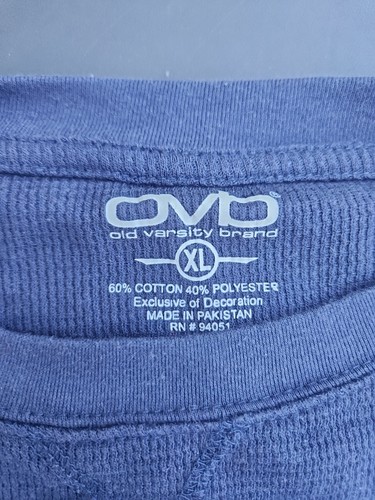 OVB
old varsity brand
XL
60% COTTON 40% POLYESTER
Exclusive of Decoration
MADE IN PAKISTAN
RN # 94051